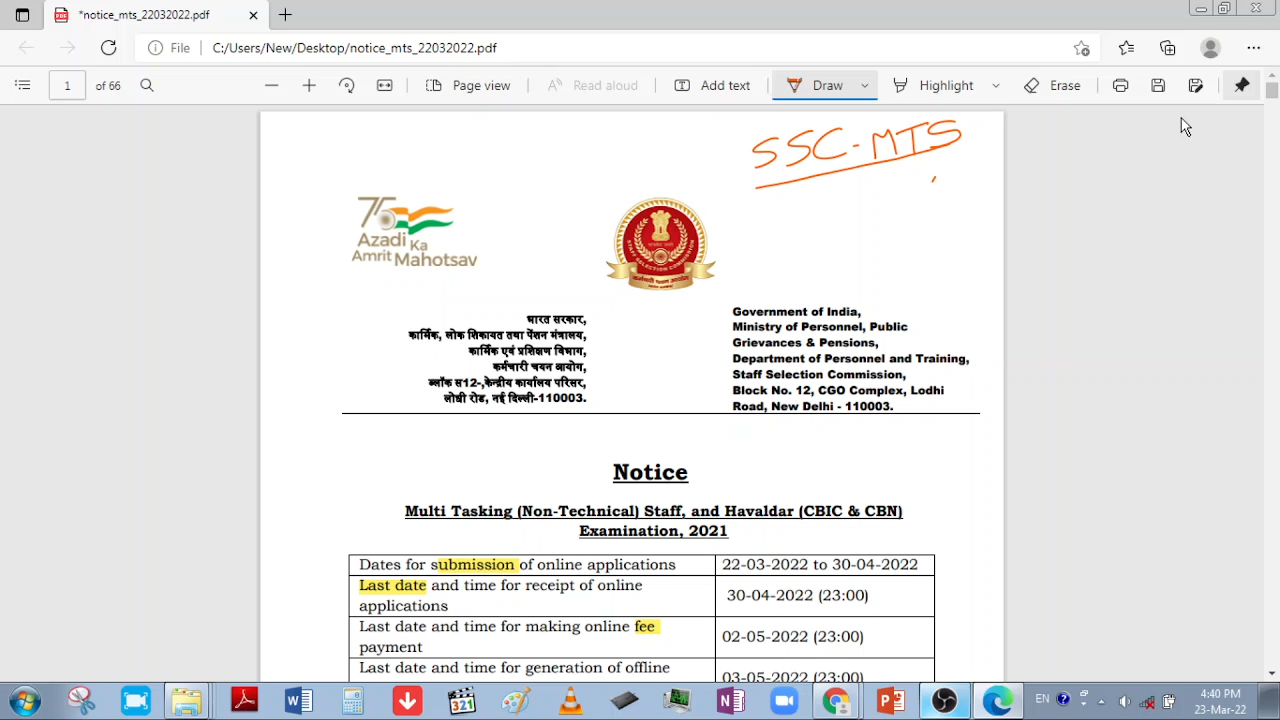 *notice_mts_22032022.pdf
File C:/Users/New/Desktop/notice_mts_22032022.pdf
1 of 66 Page view Read aloud Add text Draw Highlight Erase
SSC-MTS
75
Azadi Ka
Amrit Mahotsav
STAFF SELECTION COMMISSION
भारत सरकार,
कार्मिक, लोक शिकायत तथा पेंशन मंत्रालय,
कार्मिक एवं प्रशिक्षण विभाग,
कर्मचारी चयन आयोग,
ब्लॉक स12-,केन्द्रीय कार्यालय परिसर,
लोधी रोड, नई दिल्ली-110003.
Government of India,
Ministry of Personnel, Public
Grievances & Pensions,
Department of Personnel and Training,
Staff Selection Commission,
Block No. 12, CGO Complex, Lodhi
Road, New Delhi - 110003.
Notice
Multi Tasking (Non-Technical) Staff, and Havaldar (CBIC & CBN)
Examination, 2021
Dates for submission of online applications 22-03-2022 to 30-04-2022
Last date and time for receipt of online
applications 30-04-2022 (23:00)
Last date and time for making online fee
payment 02-05-2022 (23:00)
Last date and time for generation of offline
03-05-2022 (23:00)
321
EN 4:40 PM
23-Mar-22